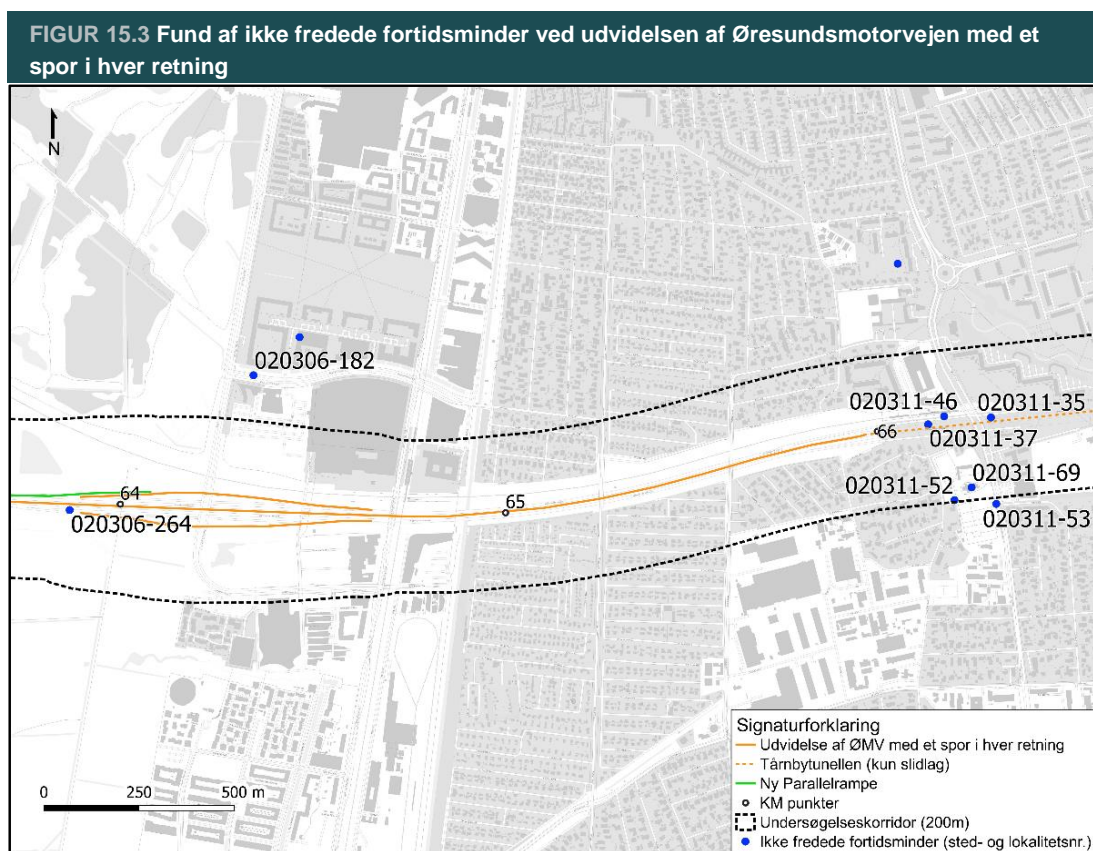 FIGUR 15.3 Fund af ikke fredede fortidsminder ved udvidelsen af Øresundsmotorvejen med et
spor i hver retning
N
020306-182
020311-46
020311-35
66
020311-37
64
65
020311-52
020311-69
020306-264
020311-53
0 250 500 m
Signaturforklaring
Udvidelse af ØMV med et spor i hver retning
Tårnbytunellen (kun slidlag)
Ny Parallelrampe
KM punkter
Undersøgelseskorridor (200m)
Ikke fredede fortidsminder (sted- og lokalitetsnr.)